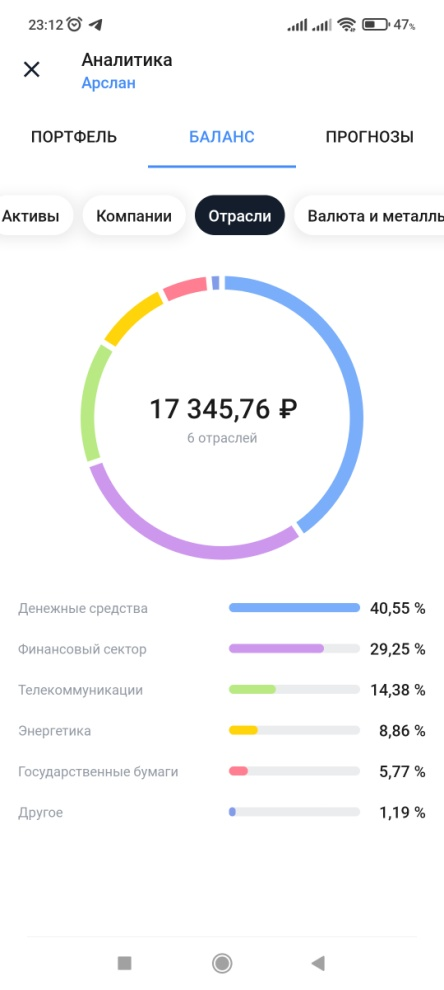 23:12
47%
Аналитика
Арслан
ПОРТФЕЛЬ БАЛАНС ПРОГНОЗЫ
Активы Компании Отрасли Валюта и металлы
17 345,76 ₽
6 отраслей
Денежные средства 40,55 %
Финансовый сектор 29,25 %
Телекоммуникации 14,38 %
Энергетика 8,86 %
Государственные бумаги 5,77 %
Другое 1,19 %